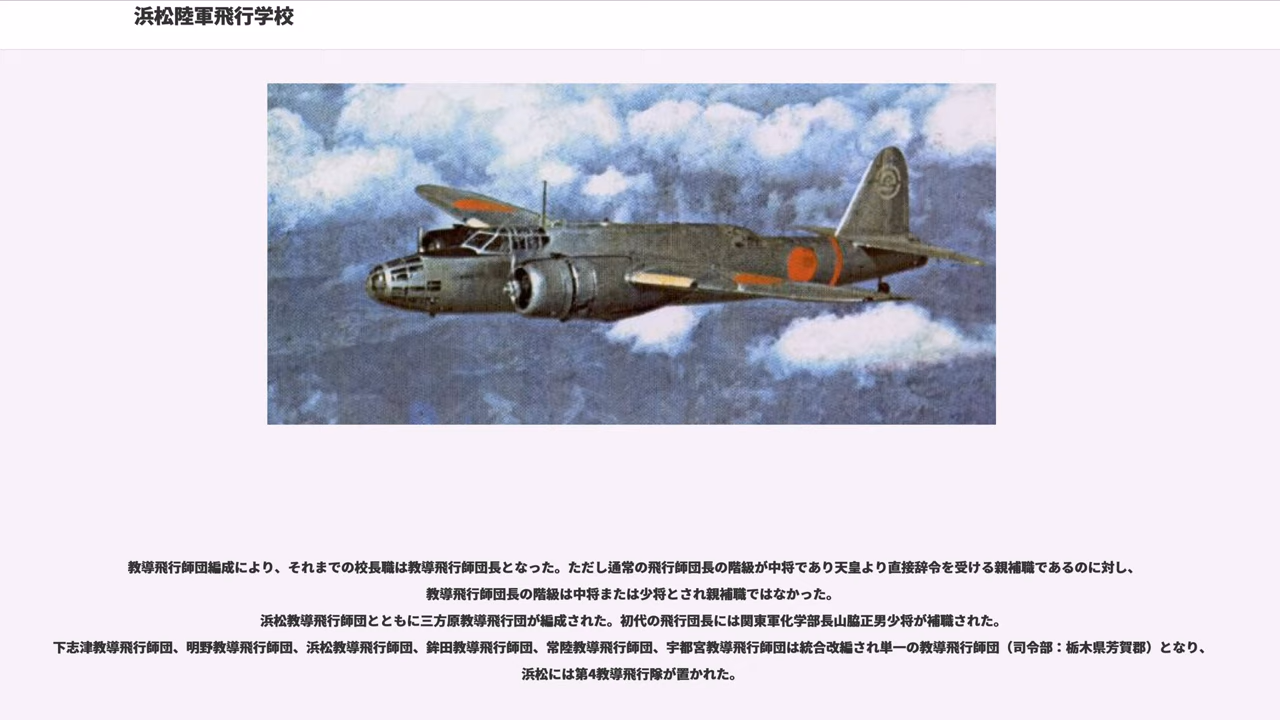 浜松陸軍飛行学校
教導飛行師団編成により、それまでの校長職は教導飛行師団長となった。ただし通常の飛行師団長の階級が中将であり天皇より直接辞令を受ける親補職であるのに対し、
教導飛行師団長の階級は中将または少将とされ親補職ではなかった。
浜松教導飛行師団とともに三方原教導飛行団が編成された。初代の飛行団長には関東軍化学部長山脇正男少将が補職された。
下志津教導飛行師団、明野教導飛行師団、浜松教導飛行師団、鉾田教導飛行師団、常陸教導飛行師団、宇都宮教導飛行師団は統合改編され単一の教導飛行師団（司令部：栃木県芳賀郡）となり、
浜松には第4教導飛行隊が置かれた。